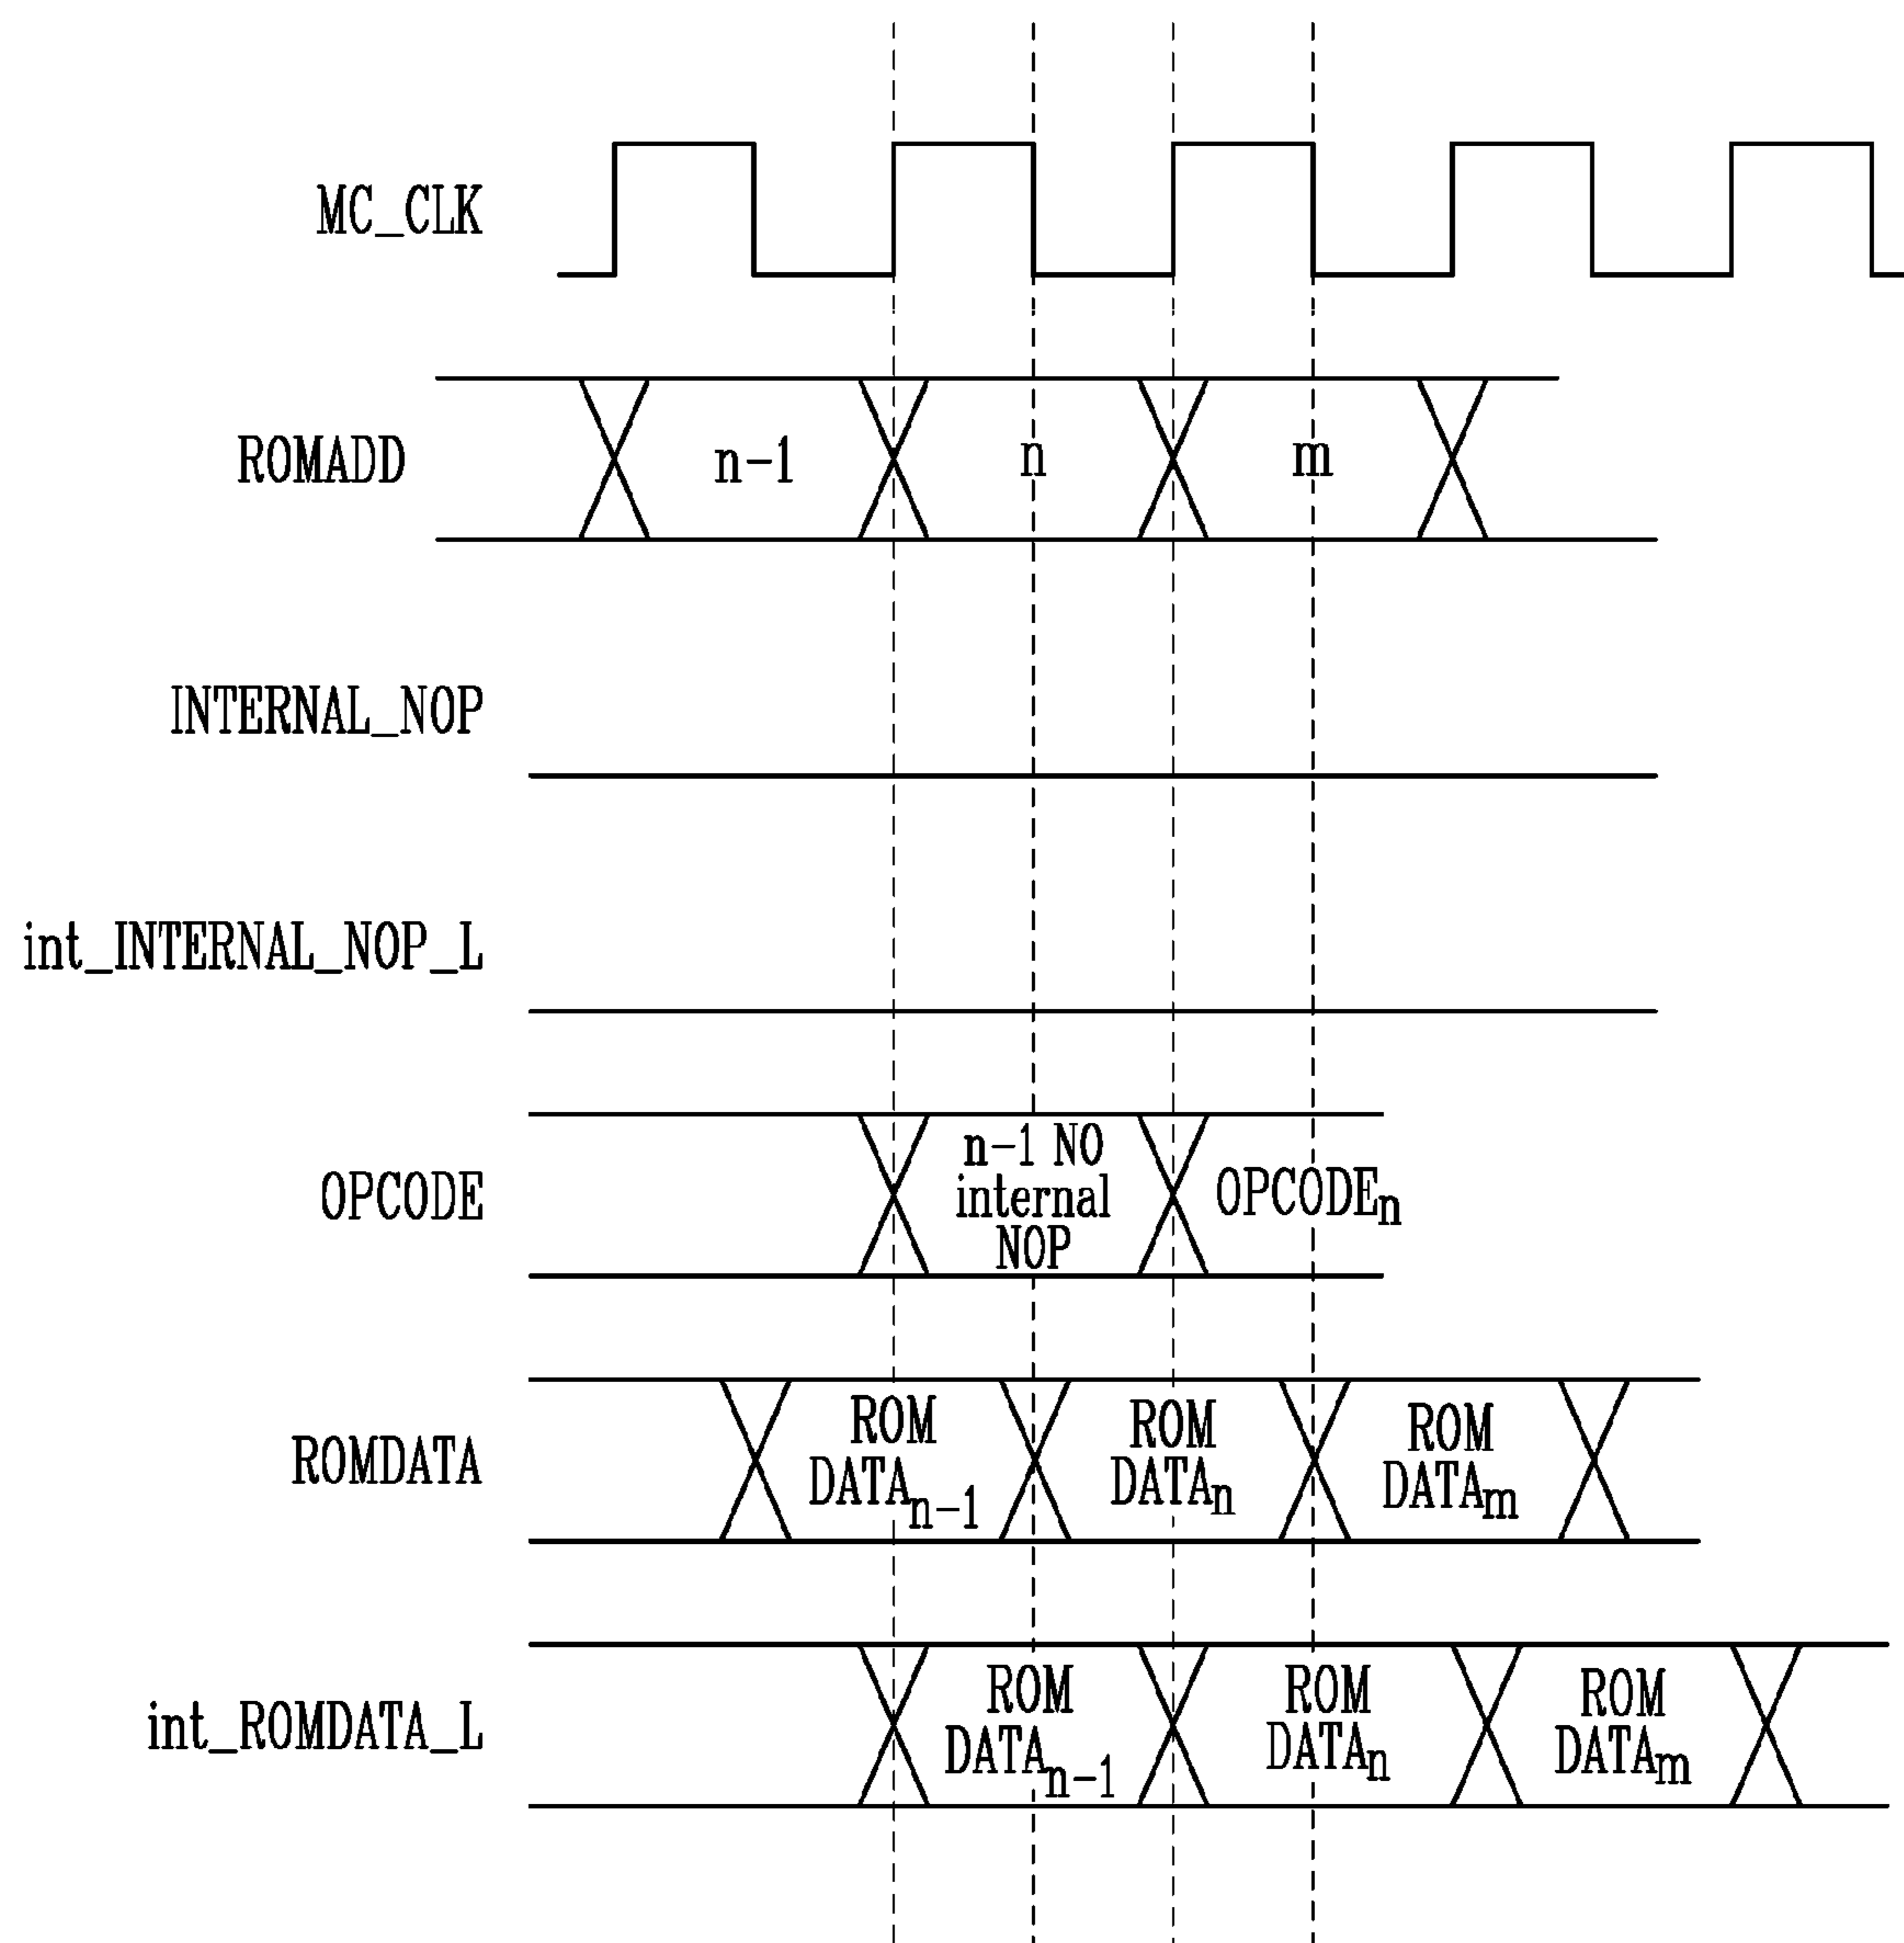 MC_CLK
ROMADD
n-1
n
m
INTERNAL_NOP
int_INTERNAL_NOP_L
OPCODE
n-1 NO
internal
NOP
OPCODEn
ROMDATA
ROM
DATAn-1
ROM
DATAn
ROM
DATAm
int_ROMDATA_L
ROM
DATAn-1
ROM
DATAn
ROM
DATAm